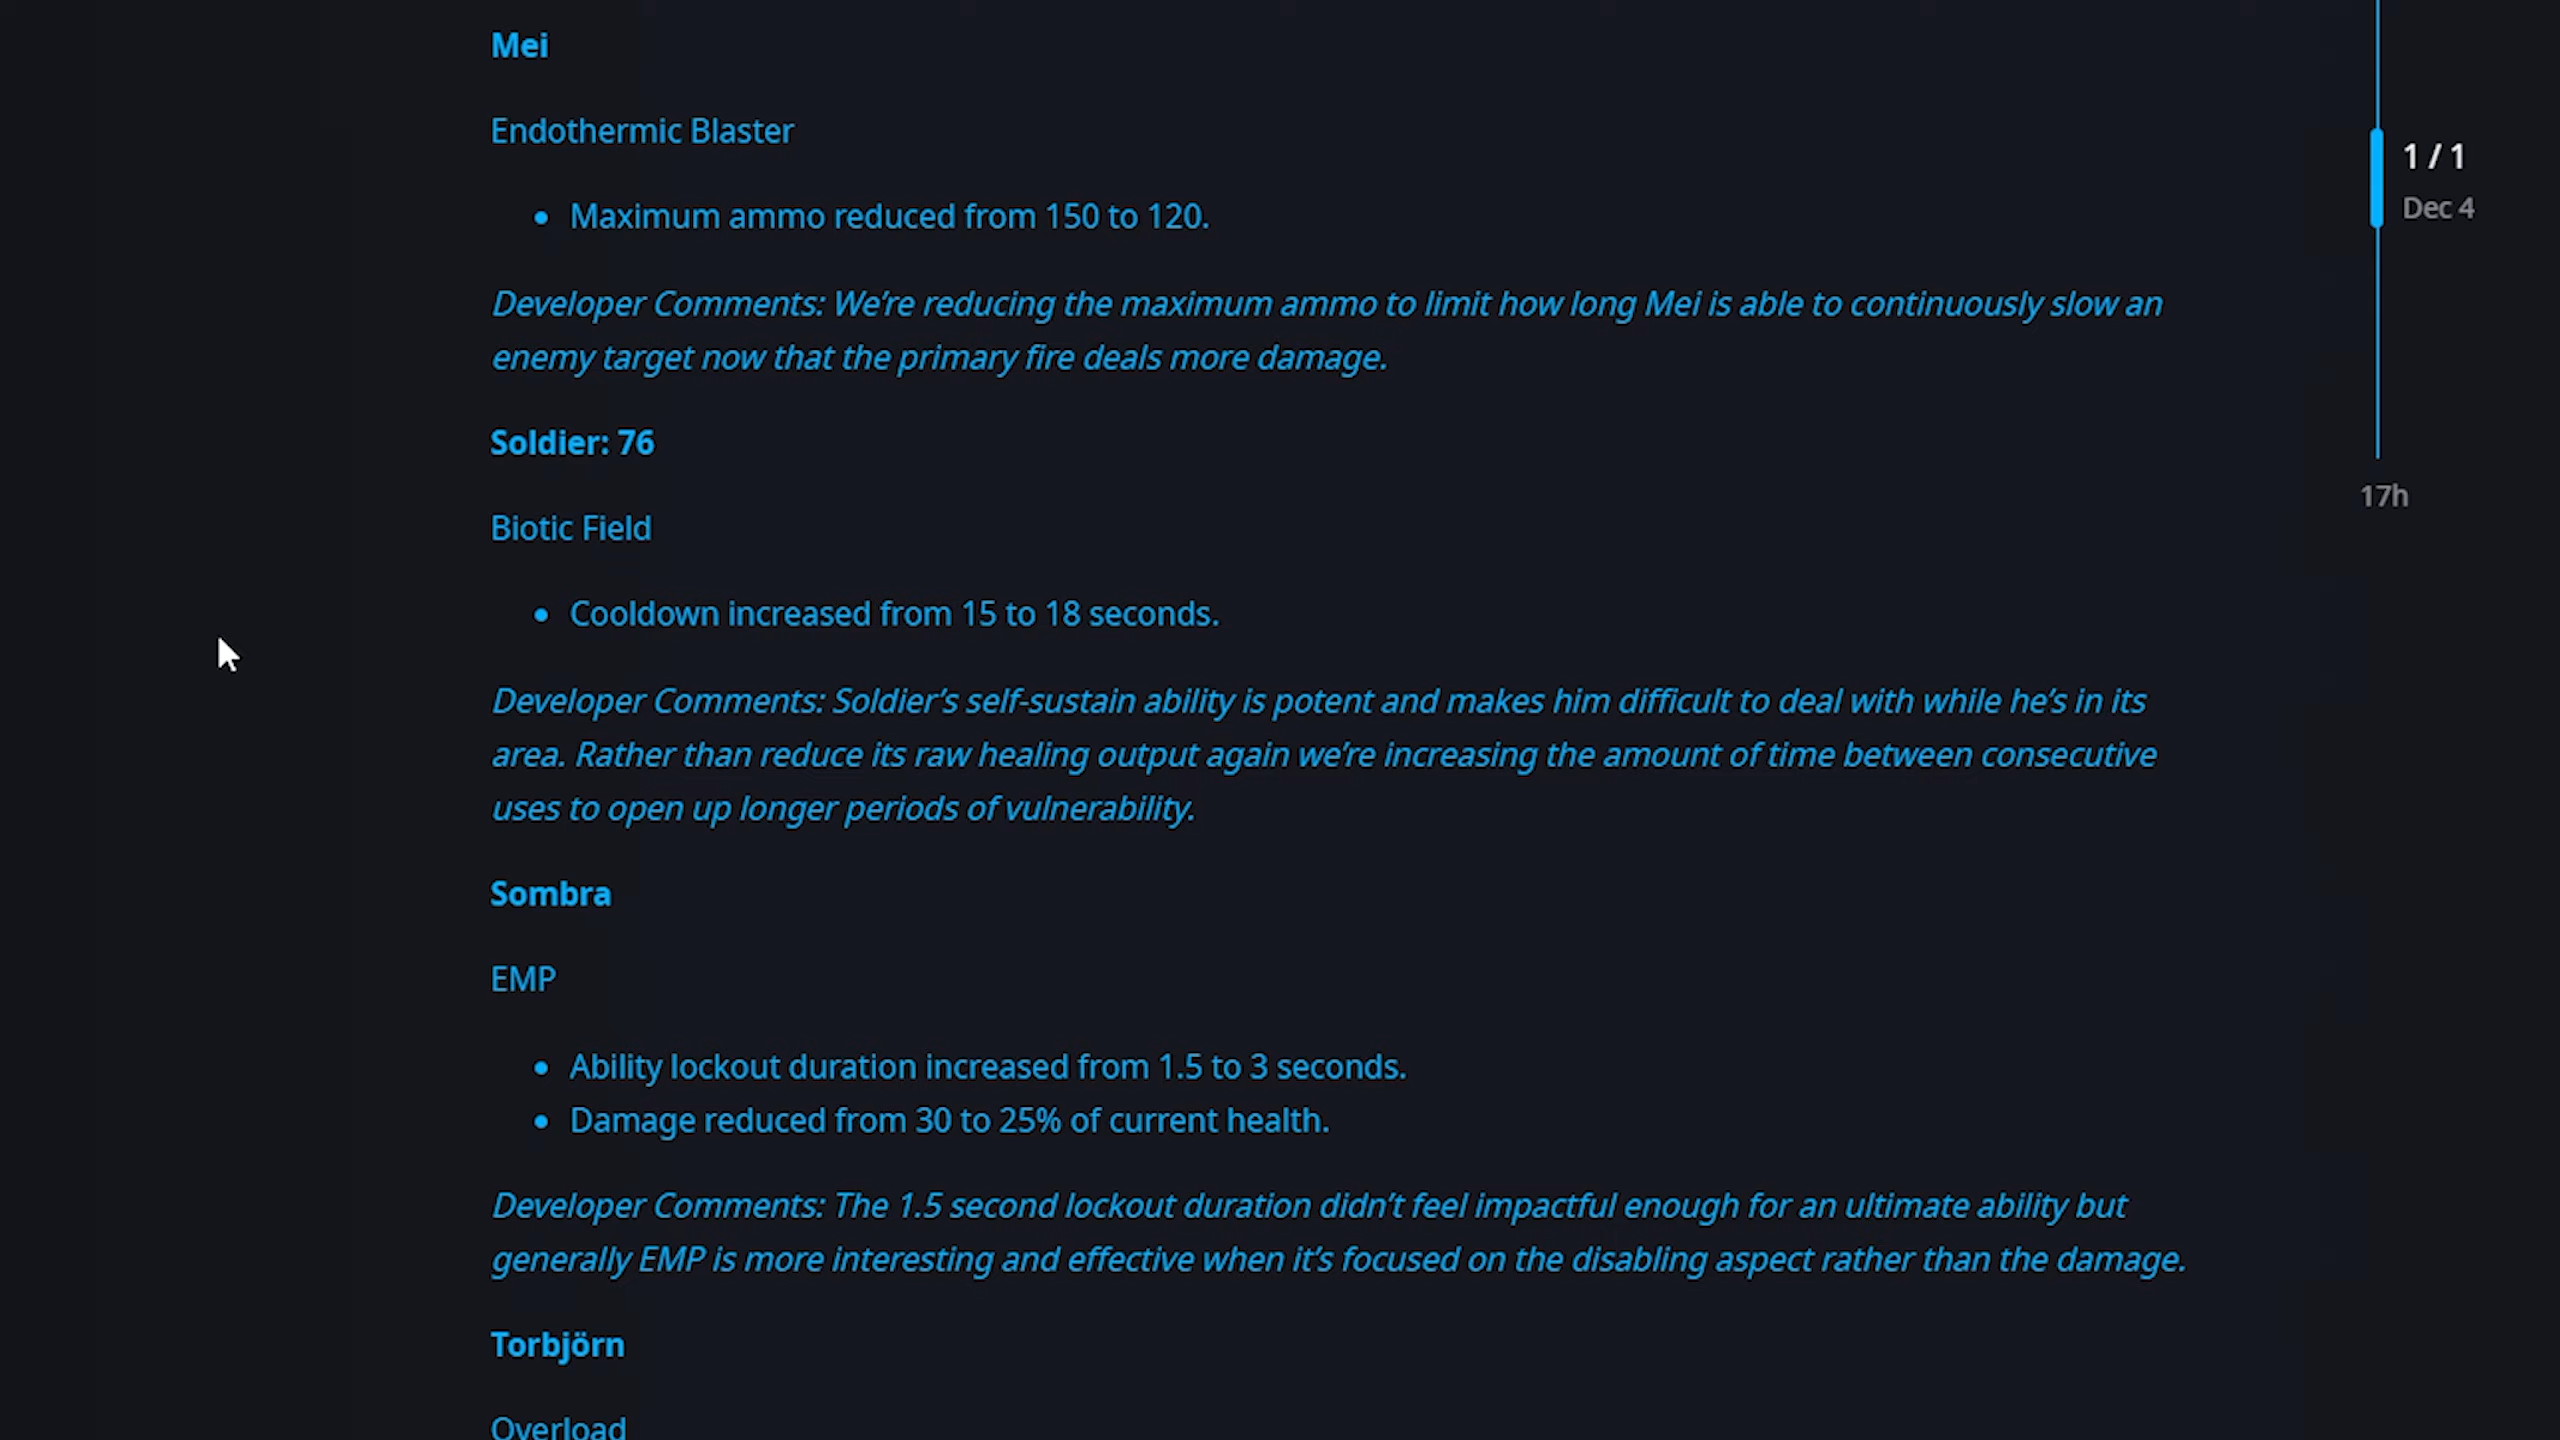 Mei
Endothermic Blaster
• Maximum ammo reduced from 150 to 120.
Developer Comments: We’re reducing the maximum ammo to limit how long Mei is able to continuously slow an
enemy target now that the primary fire deals more damage.
Soldier: 76
Biotic Field
• Cooldown increased from 15 to 18 seconds.
Developer Comments: Soldier’s self-sustain ability is potent and makes him difficult to deal with while he’s in its
area. Rather than reduce its raw healing output again we’re increasing the amount of time between consecutive
uses to open up longer periods of vulnerability.
Sombra
EMP
• Ability lockout duration increased from 1.5 to 3 seconds.
• Damage reduced from 30 to 25% of current health.
Developer Comments: The 1.5 second lockout duration didn’t feel impactful enough for an ultimate ability but
generally EMP is more interesting and effective when it’s focused on the disabling aspect rather than the damage.
Torbjörn
Overload
1 / 1
Dec 4
17h